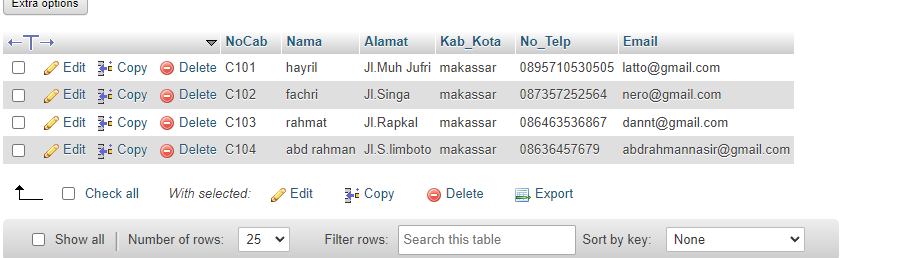 Extra options
NoCab Nama Alamat Kab_Kota No_Telp Email
Edit Copy Delete C101 hayril Jl.Muh Jufri makassar 0895710530505 latto@gmail.com
Edit Copy Delete C102 fachri Jl.Singa makassar 087357252564 nero@gmail.com
Edit Copy Delete C103 rahmat Jl.Rapkal makassar 086463536867 dannt@gmail.com
Edit Copy Delete C104 abd rahman Jl.S.limboto makassar 08636457679 abdrahmannasir@gmail.com
Check all With selected: Edit Copy Delete Export
Show all Number of rows: 25 Filter rows: Search this table Sort by key: None